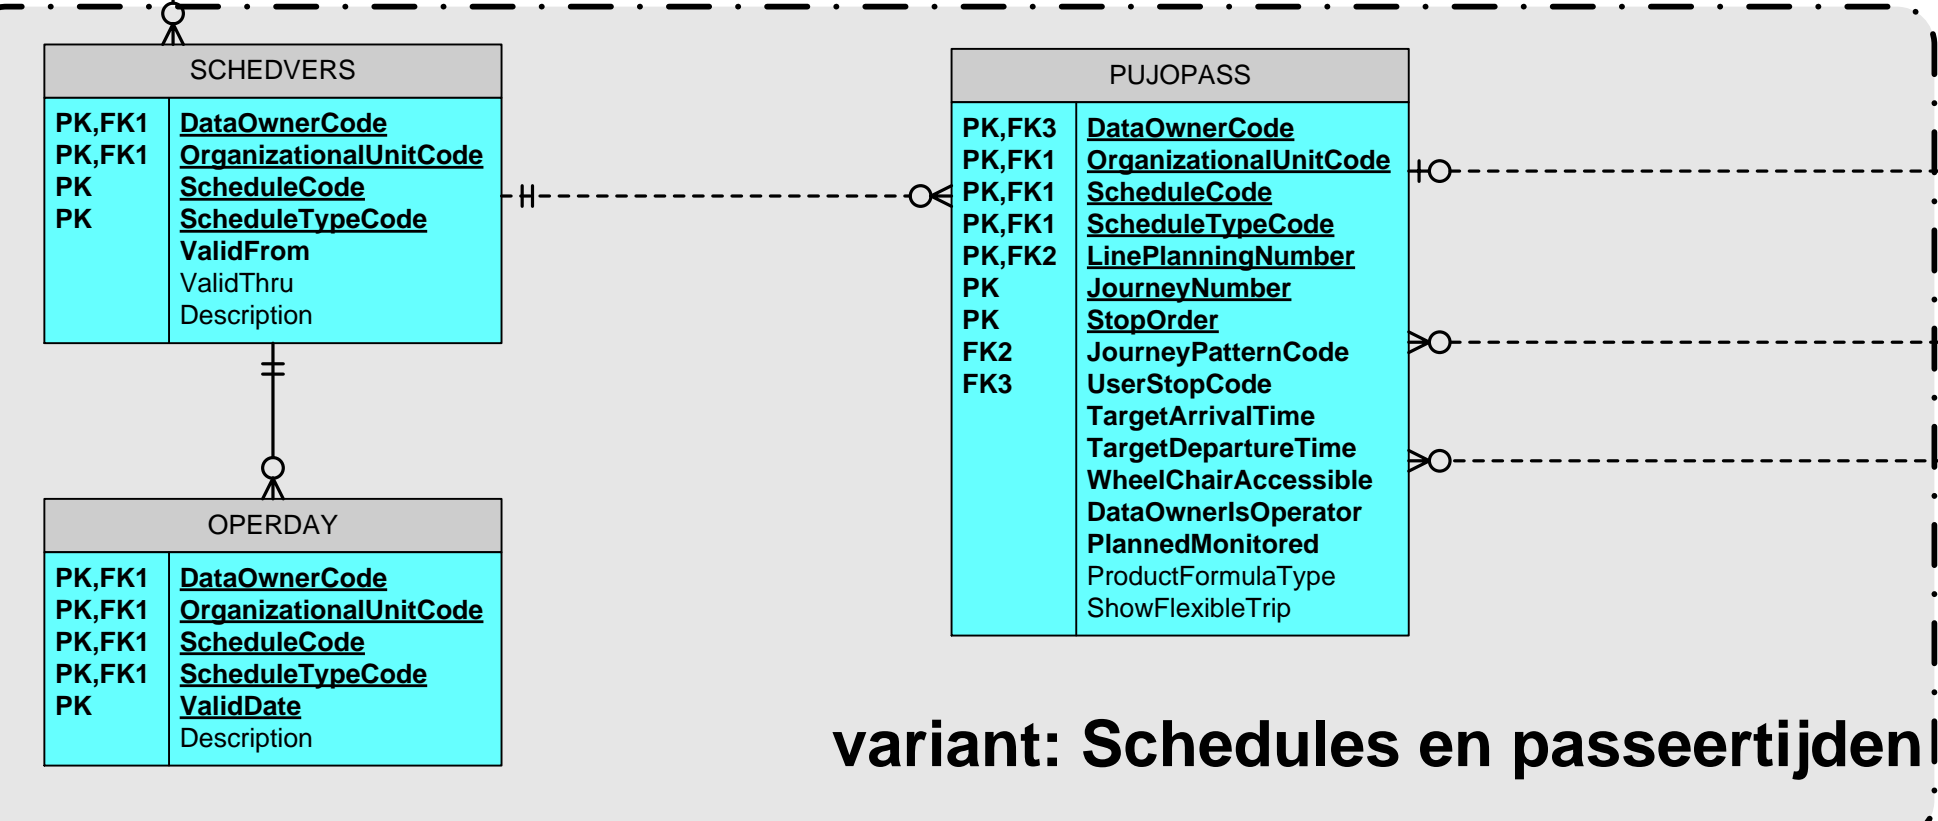 SCHEDVERS
PK,FK1 DataOwnerCode
PK,FK1 OrganizationalUnitCode
PK ScheduleCode
PK ScheduleTypeCode
ValidFrom
ValidThru
Description
PUJOPASS
PK,FK3 DataOwnerCode
PK,FK1 OrganizationalUnitCode
PK,FK1 ScheduleCode
PK,FK1 ScheduleTypeCode
PK,FK2 LinePlanningNumber
PK JourneyNumber
PK StopOrder
FK2 JourneyPatternCode
FK3 UserStopCode
TargetArrivalTime
TargetDepartureTime
WheelChairAccessible
DataOwnerIsOperator
PlannedMonitored
ProductFormulaType
ShowFlexibleTrip
OPERDAY
PK,FK1 DataOwnerCode
PK,FK1 OrganizationalUnitCode
PK,FK1 ScheduleCode
PK,FK1 ScheduleTypeCode
PK ValidDate
Description
variant: Schedules en passeertijden